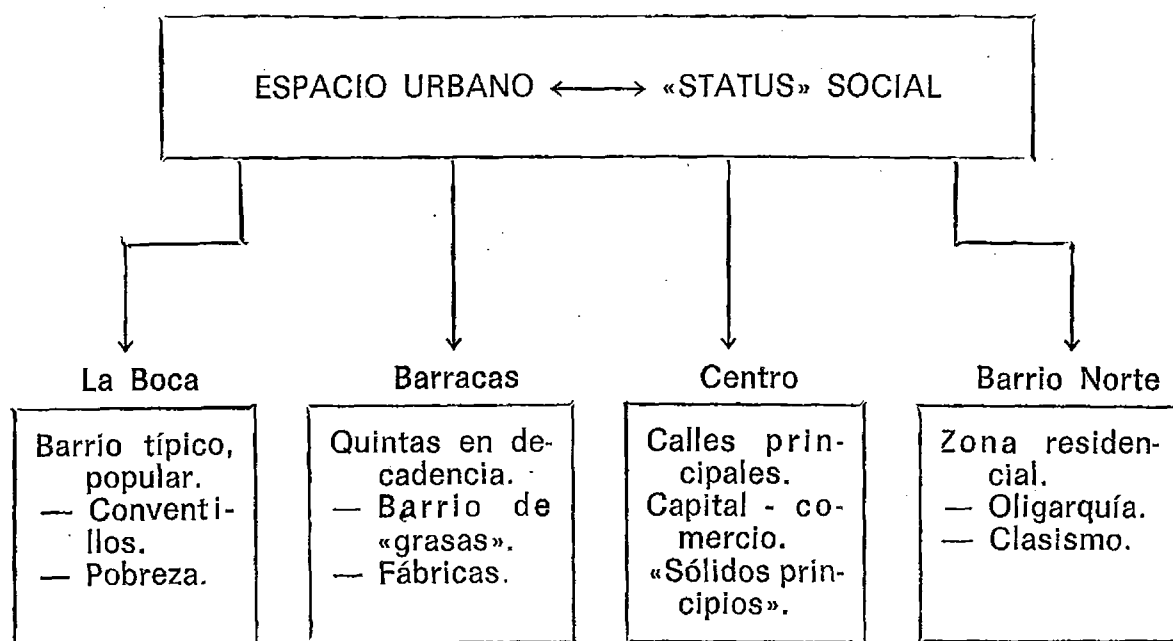 ESPACIO URBANO ⟷ «STATUS» SOCIAL
La Boca
Barrio típico,
popular.
— Conventi-
llos.
— Pobreza.
Barracas
Quintas en de-
cadencia.
— Barrio de
«grasas».
— Fábricas.
Centro
Calles prin-
cipales.
Capital - co-
mercio.
«Sólidos prin-
cipios».
Barrio Norte
Zona residen-
cial.
— Oligarquía.
— Clasismo.